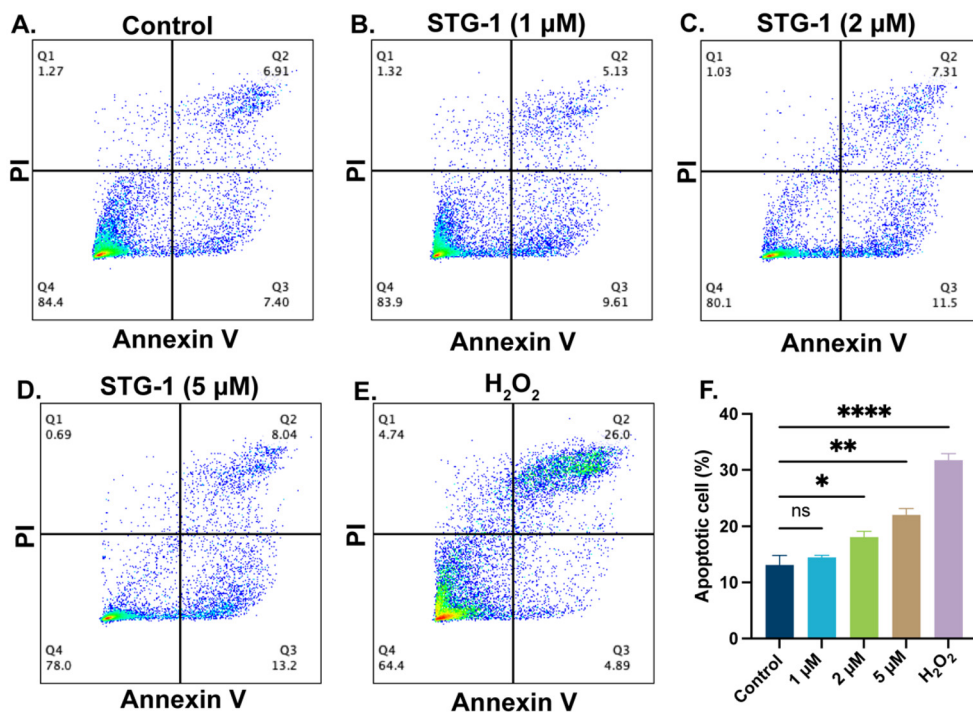 A.
Control
Q1
1.27
Q2
6.91
PI
Q4
84.4
Q3
7.40
Annexin V
B.
STG-1 (1 µM)
Q1
1.32
Q2
5.13
PI
Q4
83.9
Q3
9.61
Annexin V
C.
STG-1 (2 µM)
Q1
1.03
Q2
7.31
PI
Q4
80.1
Q3
11.5
Annexin V
D.
STG-1 (5 µM)
Q1
0.69
Q2
8.04
PI
Q4
78.0
Q3
13.2
Annexin V
E.
H₂O₂
Q1
4.74
Q2
26.0
PI
Q4
64.4
Q3
4.89
Annexin V
F.
Apoptotic cell (%)
40
30
20
10
0
****
**
*
ns
Control
1 µM
2 µM
5 µM
H₂O₂